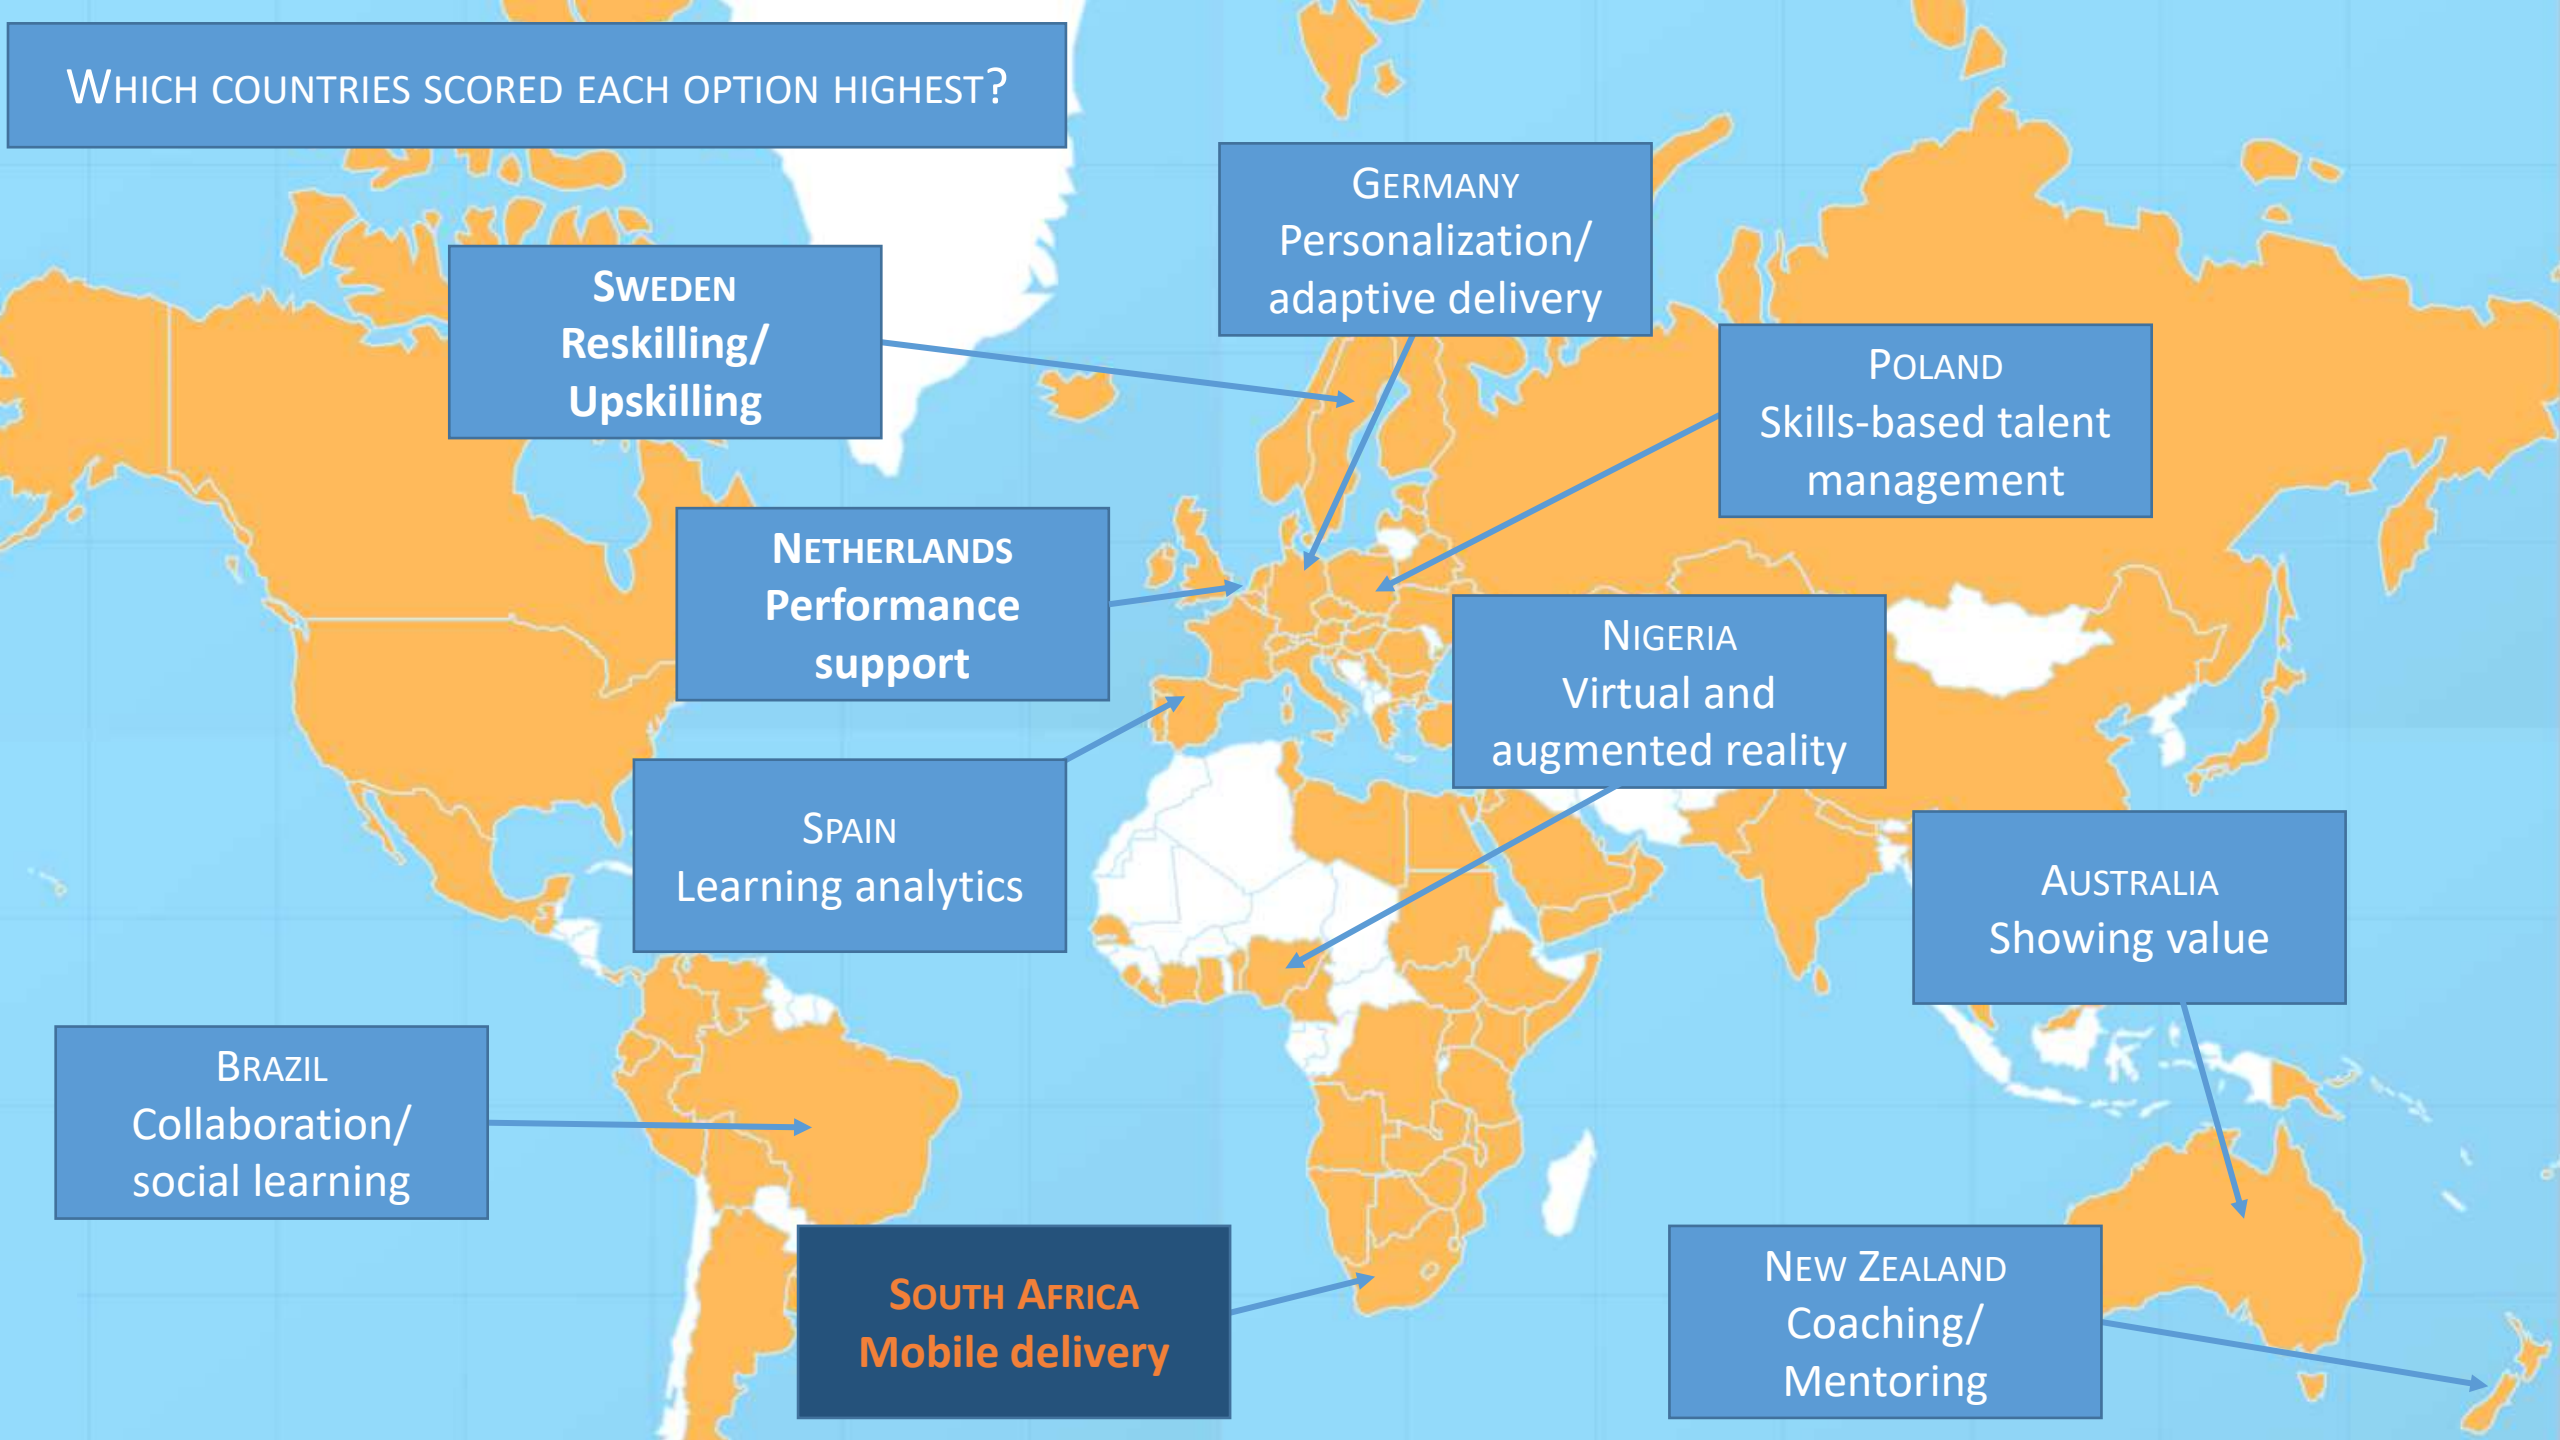 WHICH COUNTRIES SCORED EACH OPTION HIGHEST?
GERMANY
Personalization/
adaptive delivery
SWEDEN
Reskilling/
Upskilling
POLAND
Skills-based talent
management
NETHERLANDS
Performance
support
NIGERIA
Virtual and
augmented reality
SPAIN
Learning analytics
AUSTRALIA
Showing value
BRAZIL
Collaboration/
social learning
SOUTH AFRICA
Mobile delivery
NEW ZEALAND
Coaching/
Mentoring